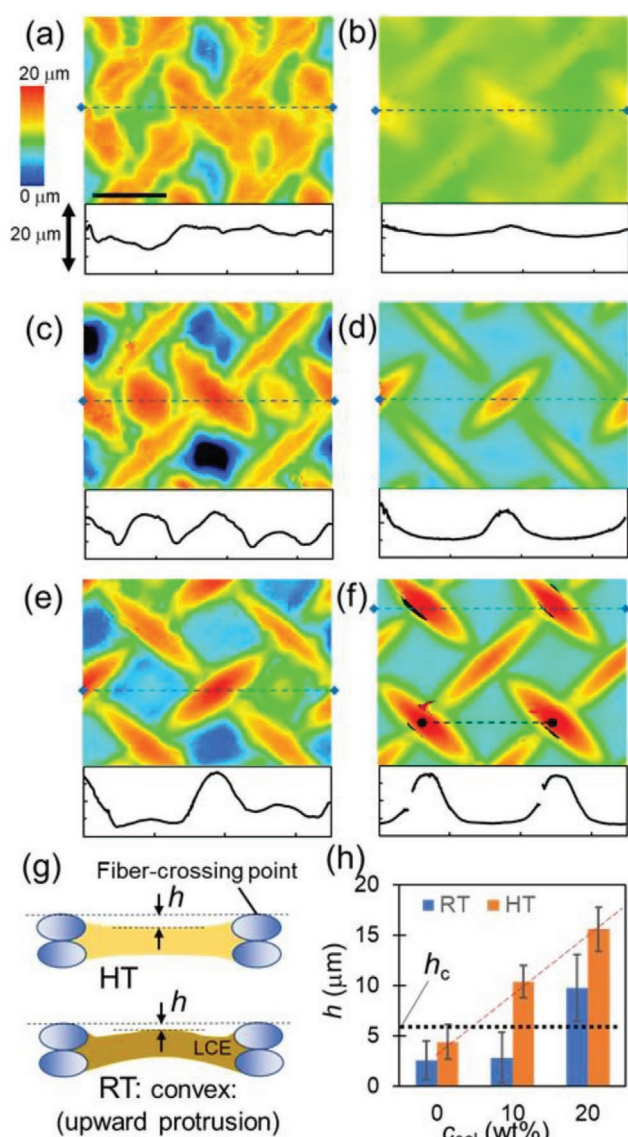 (a)
(b)
20 μm
0 μm
20 μm
(c)
(d)
(e)
(f)
(g)
Fiber-crossing point
h
HT
h
LCE
RT: convex:
(upward protrusion)
(h)
20
15
10
5
0
h (μm)
RT HT
hc
0 10 20
(wt%)